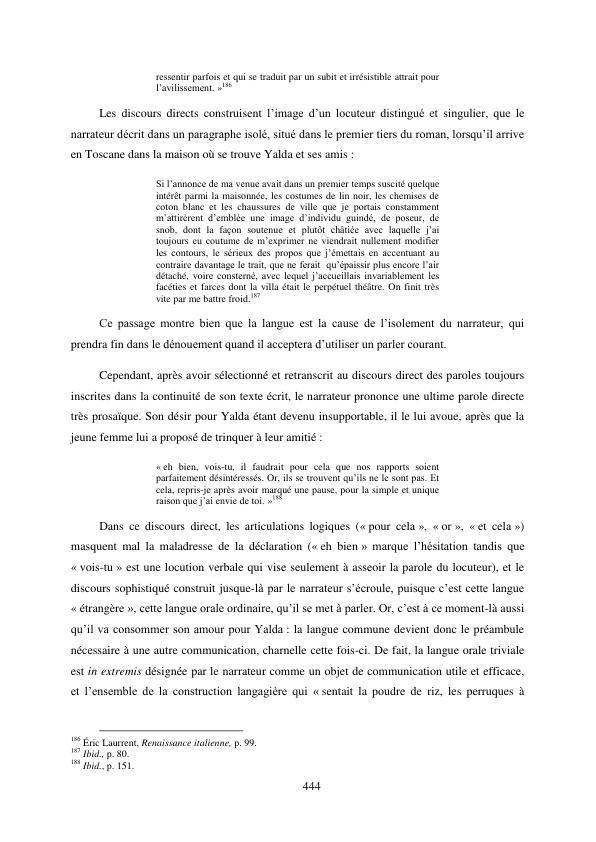 ressentir parfois et qui se traduit par un subit et irrésistible attrait pour
l’avilissement. »186
Les discours directs construisent l’image d’un locuteur distingué et singulier, que le
narrateur décrit dans un paragraphe isolé, situé dans le premier tiers du roman, lorsqu’il arrive
en Toscane dans la maison où se trouve Yalda et ses amis :
Si l’annonce de ma venue avait dans un premier temps suscité quelque
intérêt parmi la maisonnée, les costumes de lin noir, les chemises de
coton blanc et les chaussures de ville que je portais constamment
m’attirèrent d’emblée une image d’individu guindé, de poseur, de
snob, dont la façon soutenue et plutôt châtiée avec laquelle j’ai
toujours eu coutume de m’exprimer ne viendrait nullement modifier
les contours, le sérieux des propos que j’émettais en accentuant au
contraire davantage le trait, que ne ferait qu’épaissir plus encore l’air
détaché, voire consterné, avec lequel j’accueillais invariablement les
facéties et farces dont la villa était le perpétuel théâtre. On finit très
vite par me battre froid.187
Ce passage montre bien que la langue est la cause de l’isolement du narrateur, qui
prendra fin dans le dénouement quand il acceptera d’utiliser un parler courant.
Cependant, après avoir sélectionné et retranscrit au discours direct des paroles toujours
inscrites dans la continuité de son texte écrit, le narrateur prononce une ultime parole directe
très prosaïque. Son désir pour Yalda étant devenu insupportable, il le lui avoue, après que la
jeune femme lui a proposé de trinquer à leur amitié :
« eh bien, vois-tu, il faudrait pour cela que nos rapports soient
parfaitement désintéressés. Or, ils se trouvent qu’ils ne le sont pas. Et
cela, repris-je après avoir marqué une pause, pour la simple et unique
raison que j’ai envie de toi. »188
Dans ce discours direct, les articulations logiques (« pour cela », « or », « et cela »)
masquent mal la maladresse de la déclaration (« eh bien » marque l’hésitation tandis que
« vois-tu » est une locution verbale qui vise seulement à asseoir la parole du locuteur), et le
discours sophistiqué construit jusque-là par le narrateur s’écroule, puisque c’est cette langue
« étrangère », cette langue orale ordinaire, qu’il se met à parler. Or, c’est à ce moment-là aussi
qu’il va consommer son amour pour Yalda : la langue commune devient donc le préambule
nécessaire à une autre communication, charnelle cette fois-ci. De fait, la langue orale triviale
est in extremis désignée par le narrateur comme un objet de communication utile et efficace,
et l’ensemble de la construction langagière qui « sentait la poudre de riz, les perruques à
186 Éric Laurrent, Renaissance italienne, p. 99.
187 Ibid., p. 80.
188 Ibid., p. 151.
444